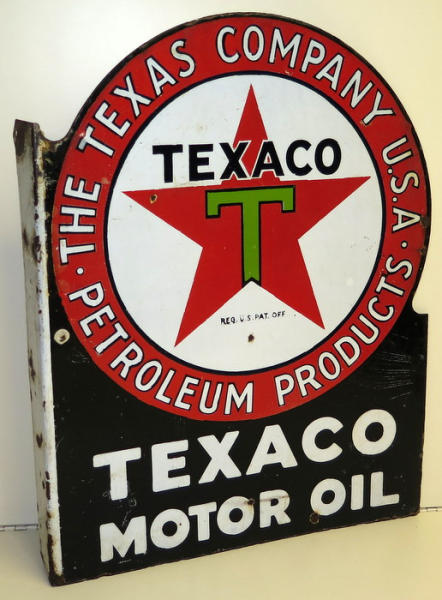 · THE TEXAS COMPANY U.S.A ·
PETROLEUM PRODUCTS
TEXACO
T
REG. U.S. PAT. OFF
TEXACO
MOTOR OIL